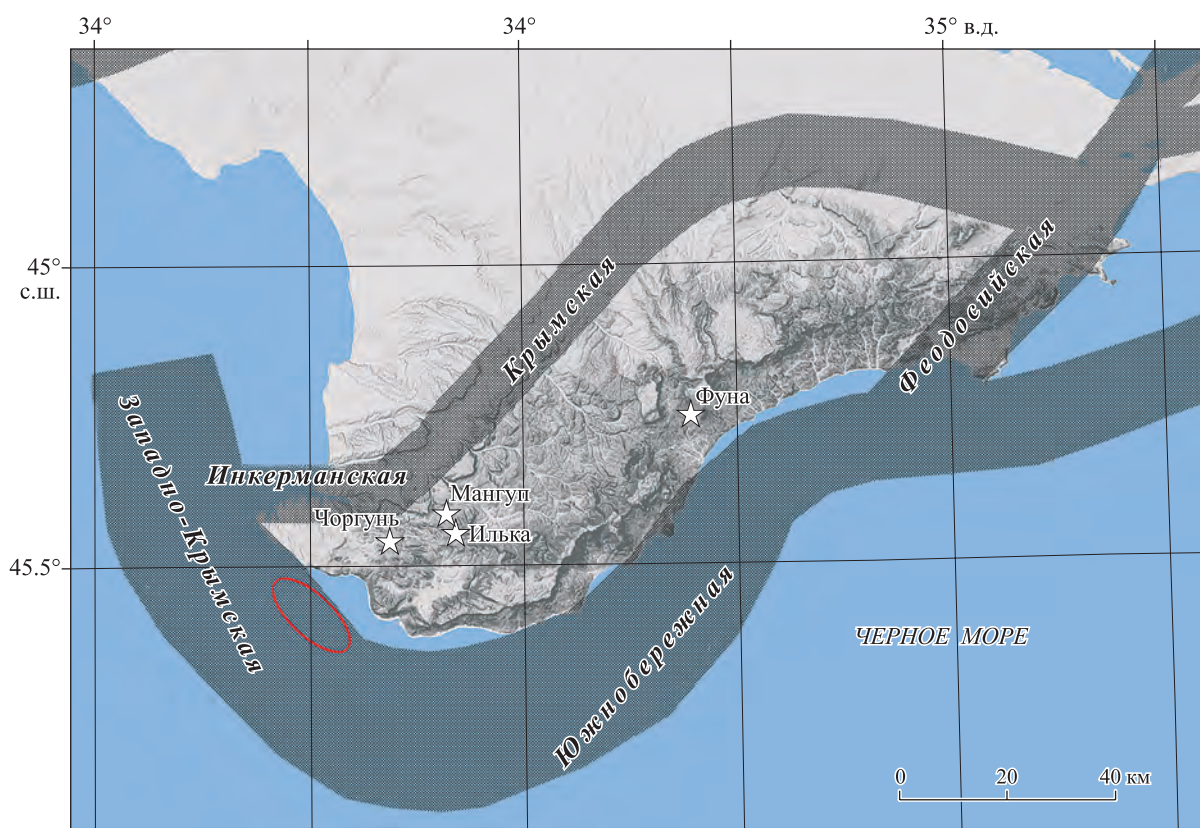 34°
34°
35° в.д.
45°
с.ш.
Крымская
Феодосийская
Фуна
Западно-Крымская
Инкерманская
Мангуп
Чоргунь
Илька
45.5°
Южнобережная
ЧЕРНОЕ МОРЕ
0 20 40 км